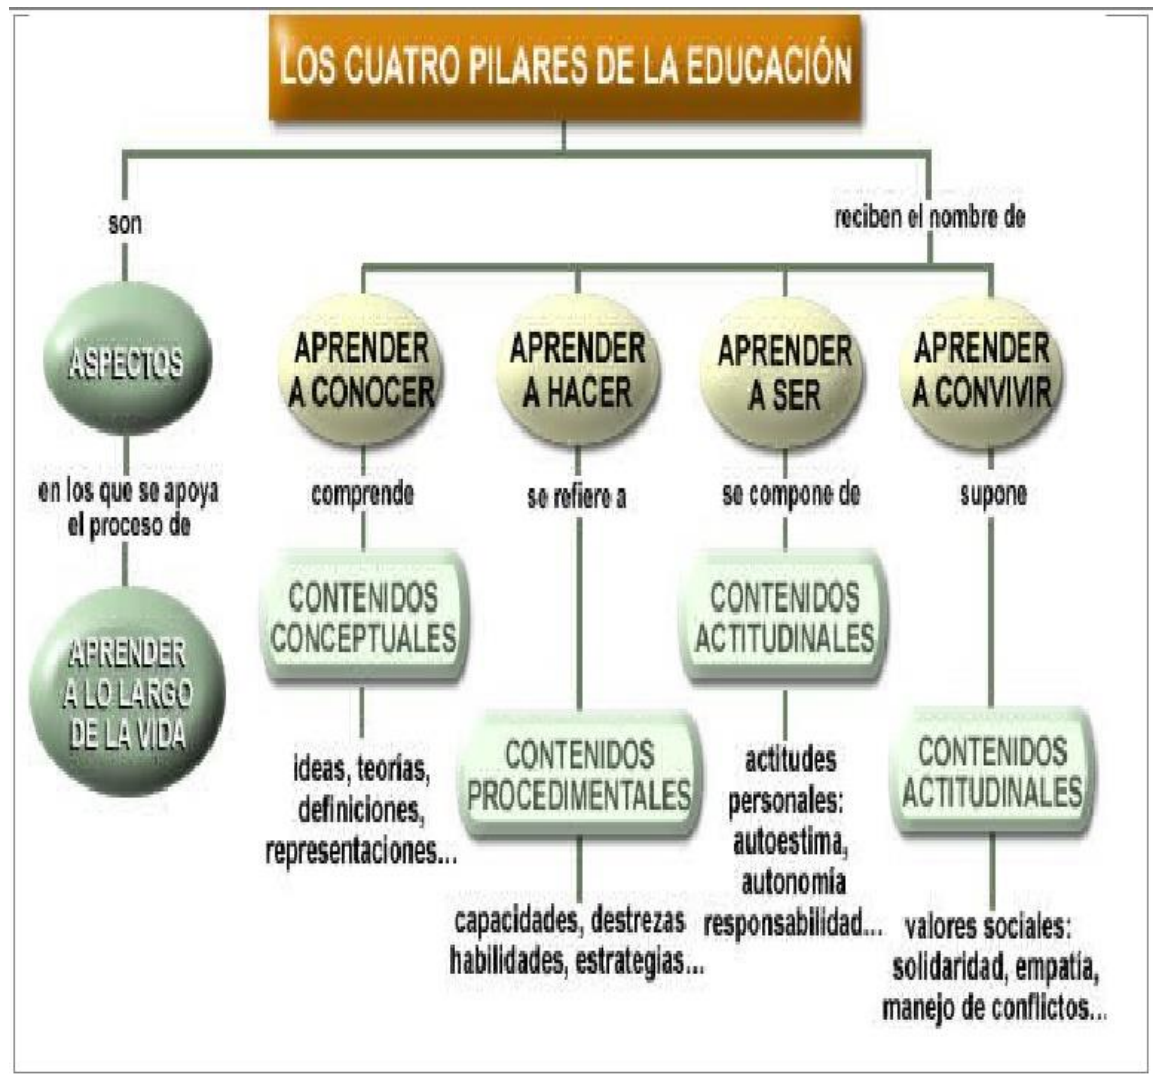 LOS CUATRO PILARES DE LA EDUCACIÓN
son
reciben el nombre de
ASPECTOS
en los que se apoya
el proceso de
APRENDER
A LO LARGO
DE LA VIDA
APRENDER
A CONOCER
comprende
CONTENIDOS
CONCEPTUALES
ideas, teorías,
definiciones,
representaciones...
APRENDER
A HACER
se refiere a
CONTENIDOS
PROCEDIMENTALES
capacidades, destrezas
habilidades, estrategias...
APRENDER
A SER
se compone de
CONTENIDOS
ACTITUDINALES
actitudes
personales:
autoestima,
autonomía
responsabilidad...
APRENDER
A CONVIVIR
supone
CONTENIDOS
ACTITUDINALES
valores sociales:
solidaridad, empatía,
manejo de conflictos...